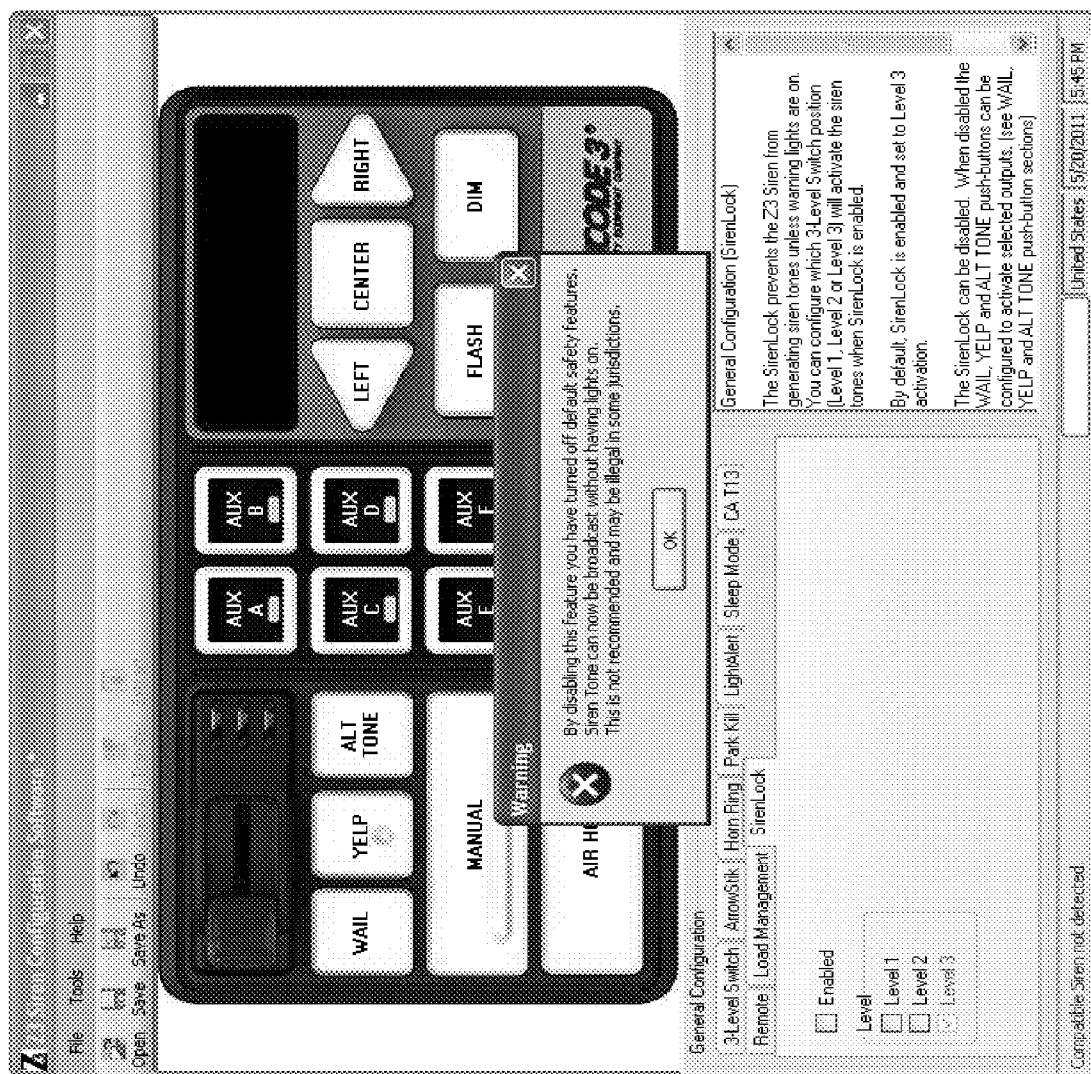 Z
File Tools Help
Open Save Save As Undo
WAIL
YELP
ALT
TONE
MANUAL
AIR H
AUX
A
AUX
B
AUX
C
AUX
D
AUX
E
AUX
F
LEFT
CENTER
RIGHT
FLASH
DIM
CODE 3®
Warning
By disabling this feature you have turned off default safety features.
Siren Tone can now be broadcast without having lights on.
This is not recommended and may be illegal in some jurisdictions.
OK
General Configuration
3-Level Switch ArrowStik Horn Ring Park Kill LightAlert Sleep Mode CA T13
Remote Load Management SirenLock
Enabled
Level
Level 1
Level 2
Level 3
General Configuration (SirenLock)
The SirenLock prevents the Z3 Siren from
generating siren tones unless warning lights are on.
You can configure which 3-Level Switch position
(Level 1, Level 2 or Level 3) will activate the siren
tones when SirenLock is enabled.
By default, SirenLock is enabled and set to Level 3
activation.
The SirenLock can be disabled. When disabled the
WAIL, YELP and ALT TONE push-buttons can be
configured to activate selected outputs. (see WAIL,
YELP and ALT TONE push-button sections)
Compatible Siren not detected
United States 5/20/2011 5:45 PM